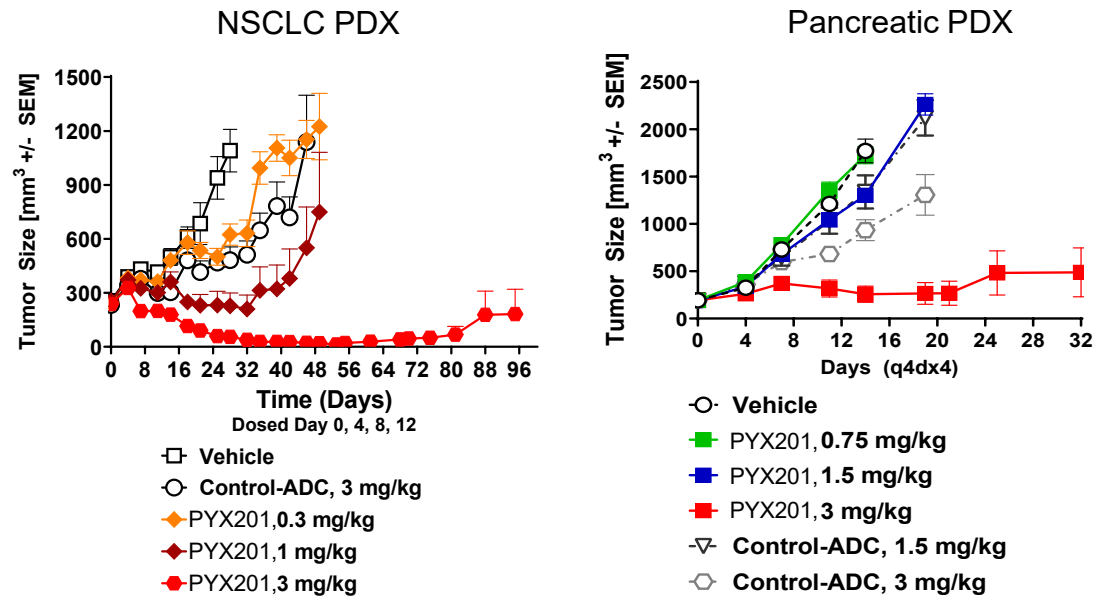 NSCLC PDX
Tumor Size [mm³ +/- SEM]
1500
1200
900
600
300
0
0 8 16 24 32 40 48 56 64 72 80 88 96
Time (Days)
Dosed Day 0, 4, 8, 12
Vehicle
Control-ADC, 3 mg/kg
PYX201, 0.3 mg/kg
PYX201, 1 mg/kg
PYX201, 3 mg/kg
Pancreatic PDX
Tumor Size [mm³ +/- SEM]
2500
2000
1500
1000
500
0
0 4 8 12 16 20 24 28 32
Days (q4dx4)
Vehicle
PYX201, 0.75 mg/kg
PYX201, 1.5 mg/kg
PYX201, 3 mg/kg
Control-ADC, 1.5 mg/kg
Control-ADC, 3 mg/kg